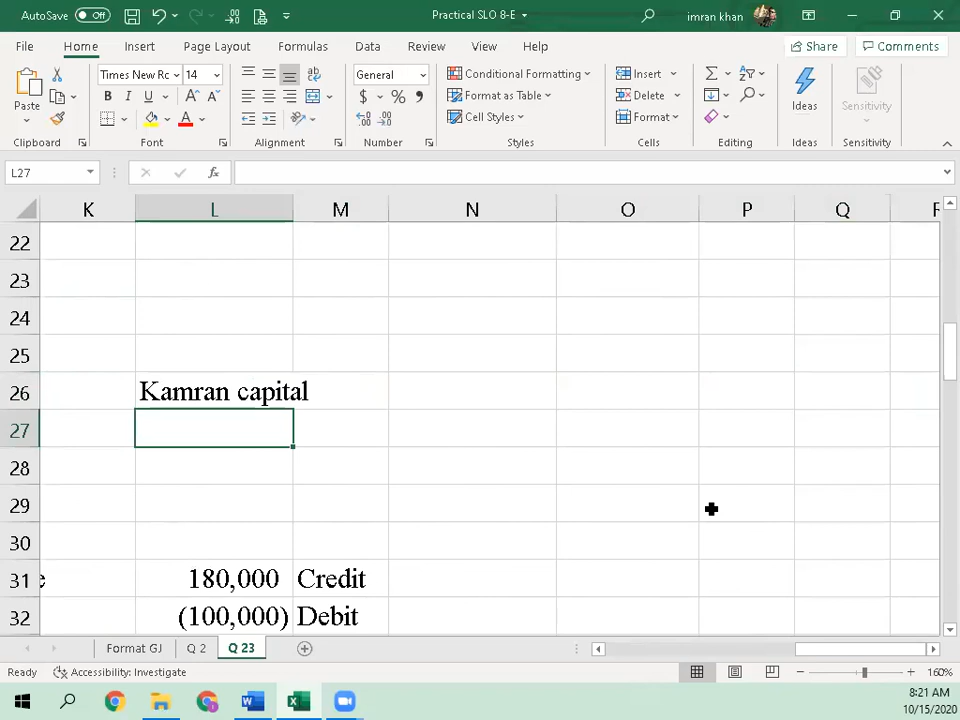 AutoSave Off Practical SLO 8-E imran khan
File Home Insert Page Layout Formulas Data Review View Help Share Comments
Paste Times New Rc 14 General Conditional Formatting Insert Ideas Sensitivity
B I U $ % Format as Table Delete
A Cell Styles Format
Clipboard Font Alignment Number Styles Cells Editing Ideas Sensitivity
L27 fx
K L M N O P Q
22
23
24
25
26 Kamran capital
27
28
29
30
31 e 180,000 Credit
32 (100,000) Debit
Format GJ Q 2 Q 23
Ready Accessibility: Investigate 160%
8:21 AM
10/15/2020